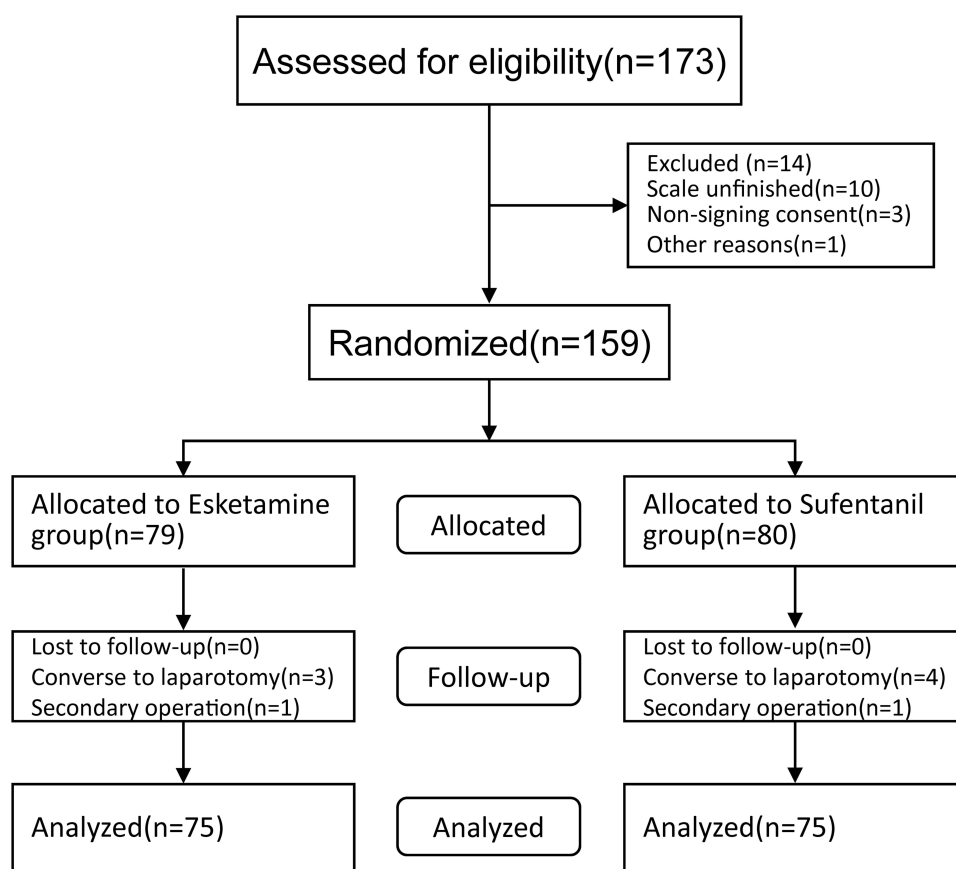 Assessed for eligibility(n=173)
Excluded (n=14)
Scale unfinished(n=10)
Non-signing consent(n=3)
Other reasons(n=1)
Randomized(n=159)
Allocated to Esketamine
group(n=79)
Allocated
Allocated to Sufentanil
group(n=80)
Lost to follow-up(n=0)
Converse to laparotomy(n=3)
Secondary operation(n=1)
Follow-up
Lost to follow-up(n=0)
Converse to laparotomy(n=4)
Secondary operation(n=1)
Analyzed(n=75)
Analyzed
Analyzed(n=75)